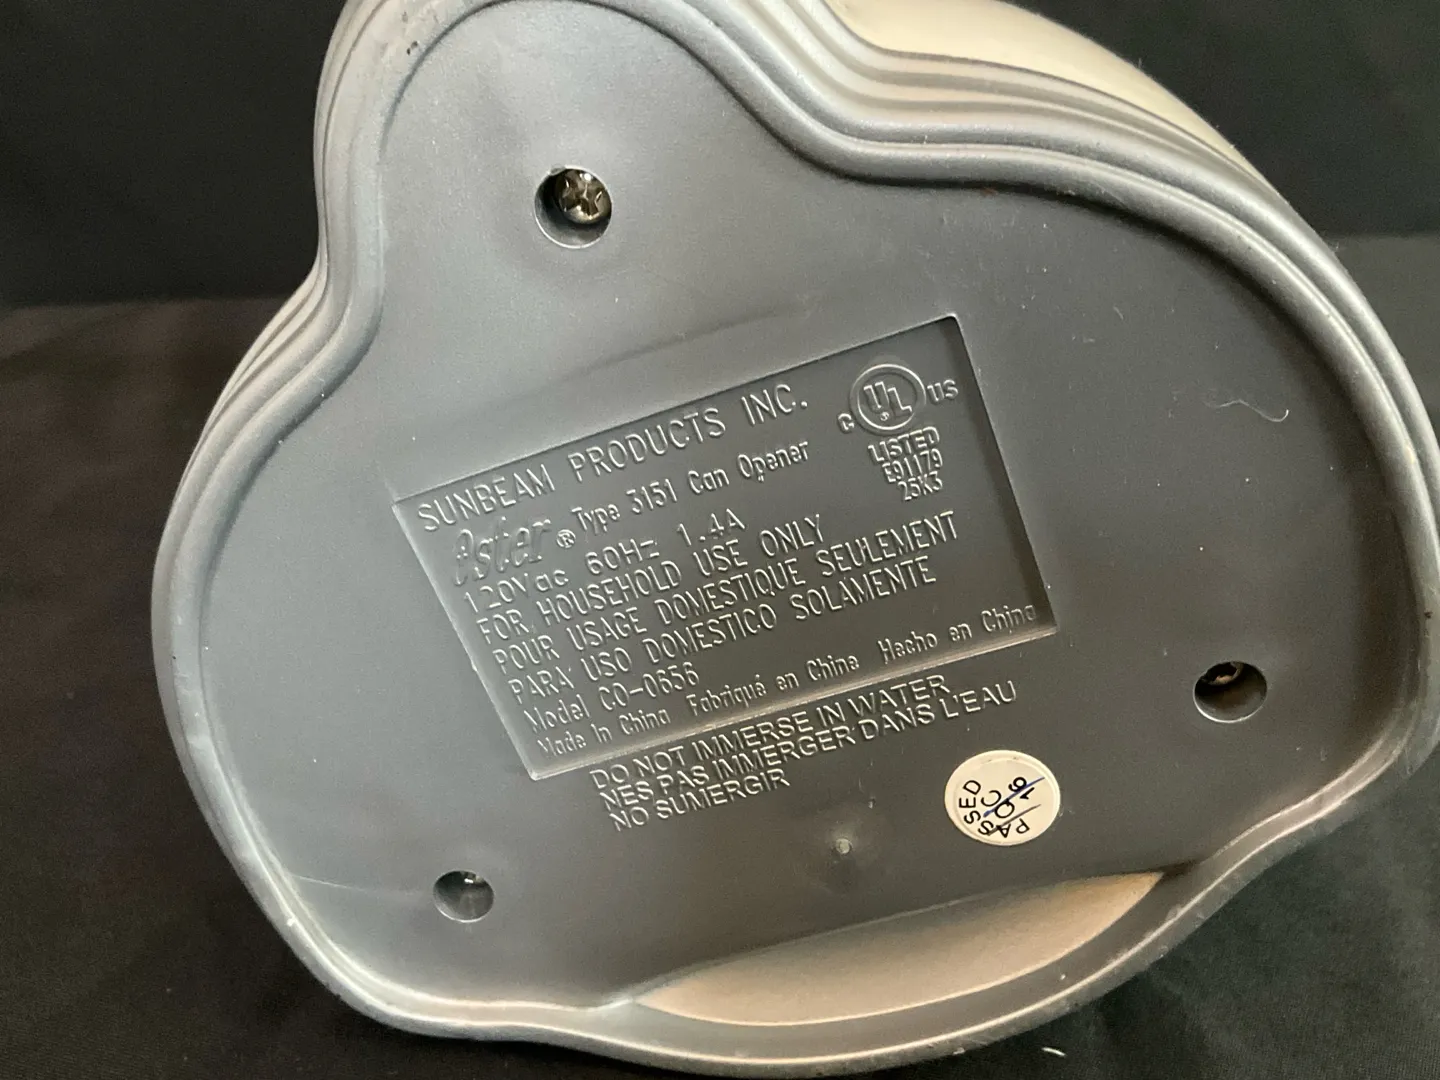 SUNBEAM PRODUCTS INC.
Oster® Type 3151 Can Opener
120Vac 60Hz 1.4A
FOR HOUSEHOLD USE ONLY
POUR USAGE DOMESTIQUE SEULEMENT
PARA USO DOMESTICO SOLAMENTE
Model CO-0656
Made In China Fabriqué en China Hecho en China
C UL® US
LISTED
E91179
25K3
DO NOT IMMERSE IN WATER
NES PAS IMMERGER DANS L'EAU
NO SUMERGIR
PASSED
QC
16